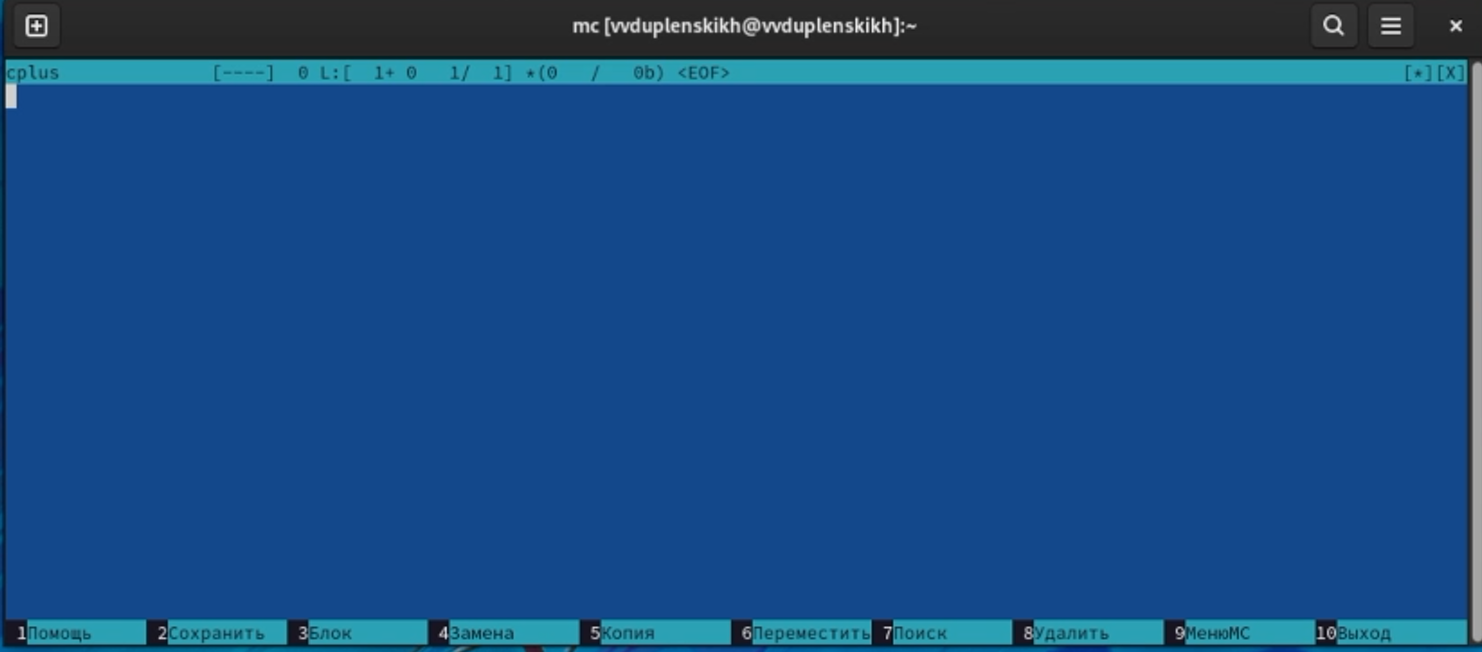 mc [vvduplenskikh@vvduplenskikh]:~
cplus [----] 0 L:[ 1+ 0 1/ 1] *(0 / 0b) <EOF> [*][X]
1Помощь 2Сохранить 3Блок 4Замена 5Копия 6Переместить 7Поиск 8Удалить 9МенюМС 10Выход